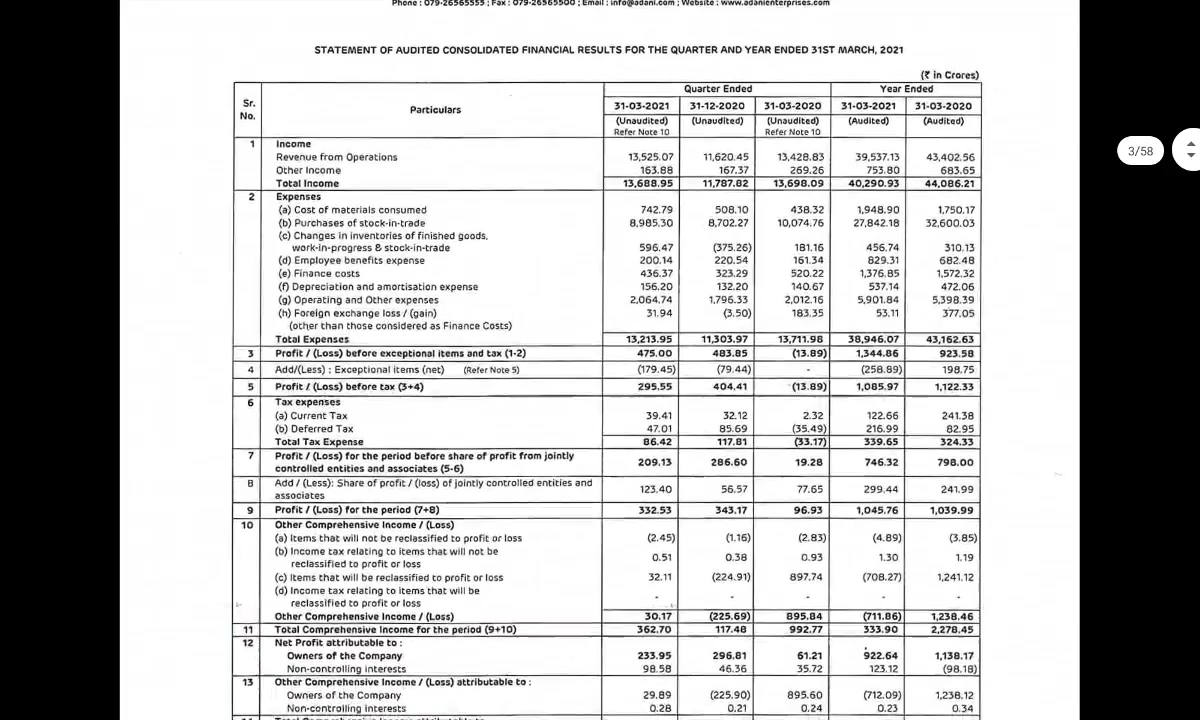 Phone : 079-26565555 ; Fax : 079-26565500 ; Email : info@adani.com ; Website : www.adanienterprises.com
STATEMENT OF AUDITED CONSOLIDATED FINANCIAL RESULTS FOR THE QUARTER AND YEAR ENDED 31ST MARCH, 2021
(₹ in Crores)
Sr. No. Particulars Quarter Ended Year Ended
31-03-2021 31-12-2020 31-03-2020 31-03-2021 31-03-2020
(Unaudited) (Unaudited) (Unaudited) (Audited) (Audited)
Refer Note 10 Refer Note 10
1 Income
Revenue from Operations 13,525.07 11,620.45 13,428.83 39,537.13 43,402.56
Other Income 163.88 167.37 269.26 753.80 683.65
Total Income 13,688.95 11,787.82 13,698.09 40,290.93 44,086.21
2 Expenses
(a) Cost of materials consumed 742.79 508.10 438.32 1,948.90 1,750.17
(b) Purchases of stock-in-trade 8,985.30 8,702.27 10,074.76 27,842.18 32,600.03
(c) Changes in inventories of finished goods,
work-in-progress & stock-in-trade 596.47 (375.26) 181.16 456.74 310.13
(d) Employee benefits expense 200.14 220.54 161.34 829.31 682.48
(e) Finance costs 436.37 323.29 520.22 1,376.85 1,572.32
(f) Depreciation and amortisation expense 156.20 132.20 140.67 537.14 472.06
(g) Operating and Other expenses 2,064.74 1,796.33 2,012.16 5,901.84 5,398.39
(h) Foreign exchange loss / (gain) 31.94 (3.50) 183.35 53.11 377.05
(other than those considered as Finance Costs)
Total Expenses 13,213.95 11,303.97 13,711.98 38,946.07 43,162.63
3 Profit / (Loss) before exceptional items and tax (1-2) 475.00 483.85 (13.89) 1,344.86 923.58
4 Add/(Less) : Exceptional items (net) (Refer Note 5) (179.45) (79.44) - (258.89) 198.75
5 Profit / (Loss) before tax (3+4) 295.55 404.41 (13.89) 1,085.97 1,122.33
6 Tax expenses
(a) Current Tax 39.41 32.12 2.32 122.66 241.38
(b) Deferred Tax 47.01 85.69 (35.49) 216.99 82.95
Total Tax Expense 86.42 117.81 (33.17) 339.65 324.33
7 Profit / (Loss) for the period before share of profit from jointly
controlled entities and associates (5-6) 209.13 286.60 19.28 746.32 798.00
8 Add / (Less): Share of profit / (loss) of jointly controlled entities and
associates 123.40 56.57 77.65 299.44 241.99
9 Profit / (Loss) for the period (7+8) 332.53 343.17 96.93 1,045.76 1,039.99
10 Other Comprehensive Income / (Loss)
(a) Items that will not be reclassified to profit or loss (2.45) (1.16) (2.83) (4.89) (3.85)
(b) Income tax relating to items that will not be
reclassified to profit or loss 0.51 0.38 0.93 1.30 1.19
(c) Items that will be reclassified to profit or loss 32.11 (224.91) 897.74 (708.27) 1,241.12
(d) Income tax relating to items that will be
reclassified to profit or loss - - - - -
Other Comprehensive Income / (Loss) 30.17 (225.69) 895.84 (711.86) 1,238.46
11 Total Comprehensive Income for the period (9+10) 362.70 117.48 992.77 333.90 2,278.45
12 Net Profit attributable to :
Owners of the Company 233.95 296.81 61.21 922.64 1,138.17
Non-controlling interests 98.58 46.36 35.72 123.12 (98.18)
13 Other Comprehensive Income / (Loss) attributable to :
Owners of the Company 29.89 (225.90) 895.60 (712.09) 1,238.12
Non-controlling interests 0.28 0.21 0.24 0.23 0.34
3/58